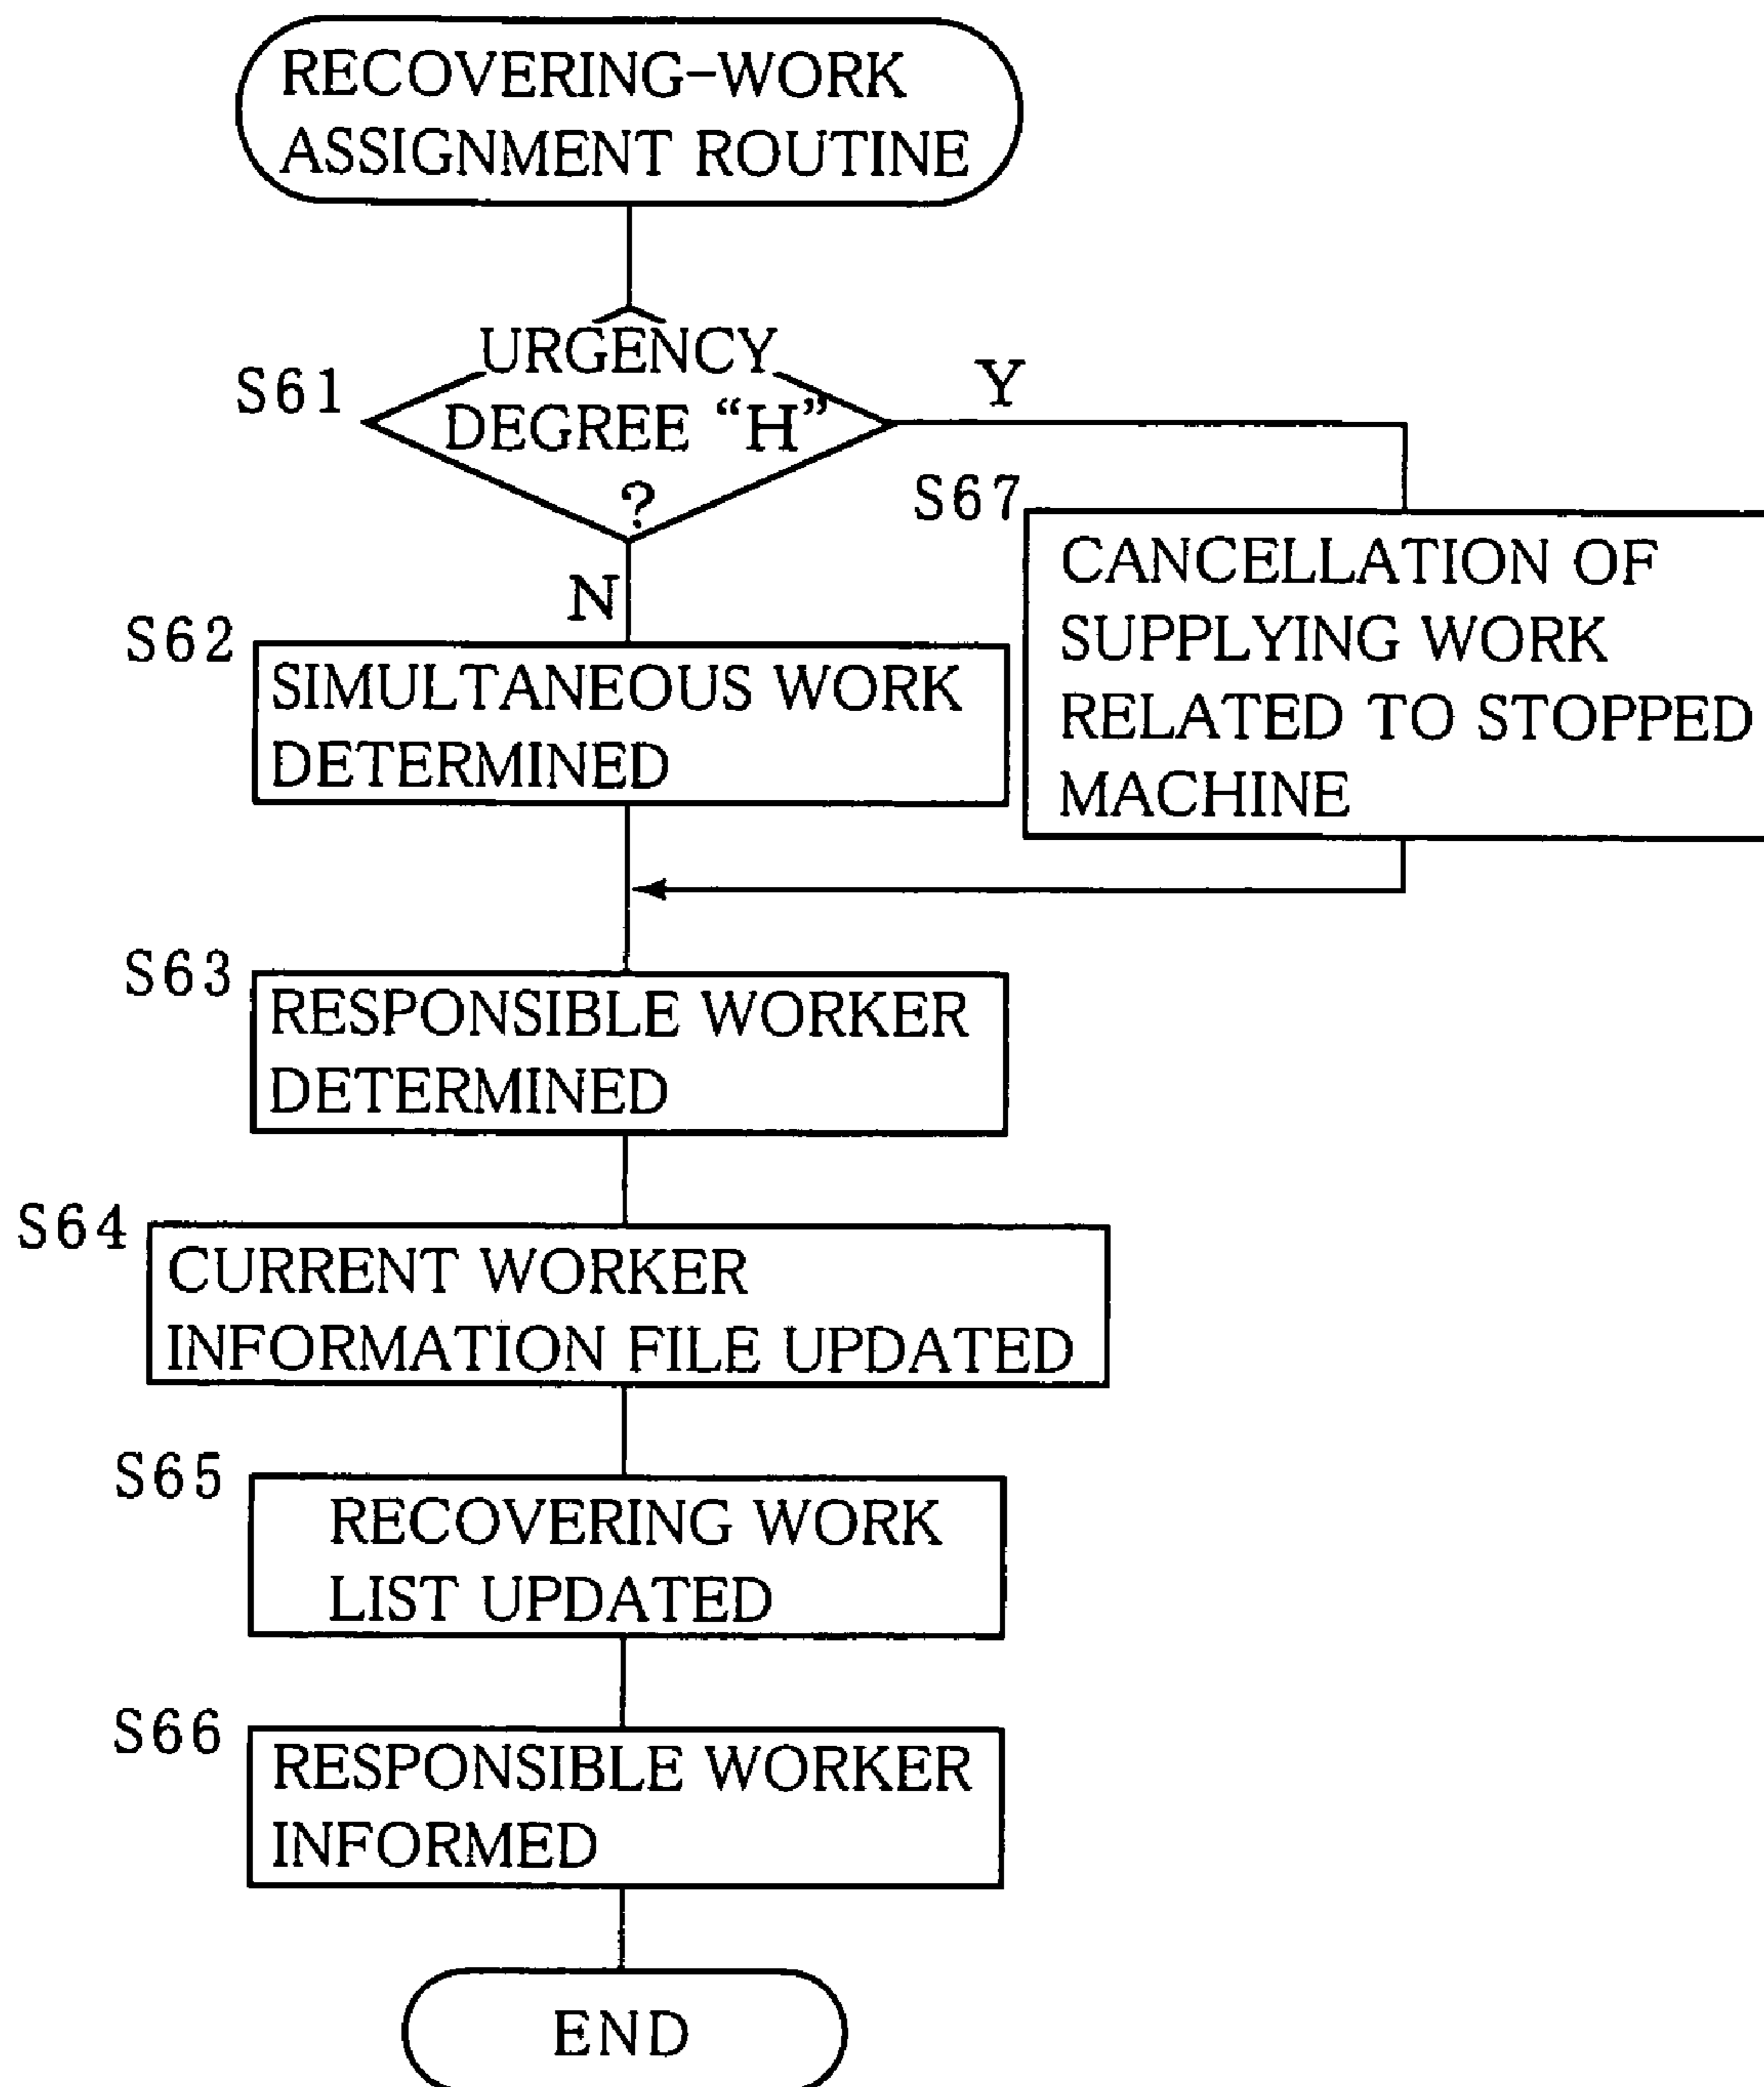 RECOVERING-WORK
ASSIGNMENT ROUTINE
S61
URGENCY
DEGREE “H”
?
Y
N
S67
CANCELLATION OF
SUPPLYING WORK
RELATED TO STOPPED
MACHINE
S62
SIMULTANEOUS WORK
DETERMINED
S63
RESPONSIBLE WORKER
DETERMINED
S64
CURRENT WORKER
INFORMATION FILE UPDATED
S65
RECOVERING WORK
LIST UPDATED
S66
RESPONSIBLE WORKER
INFORMED
END